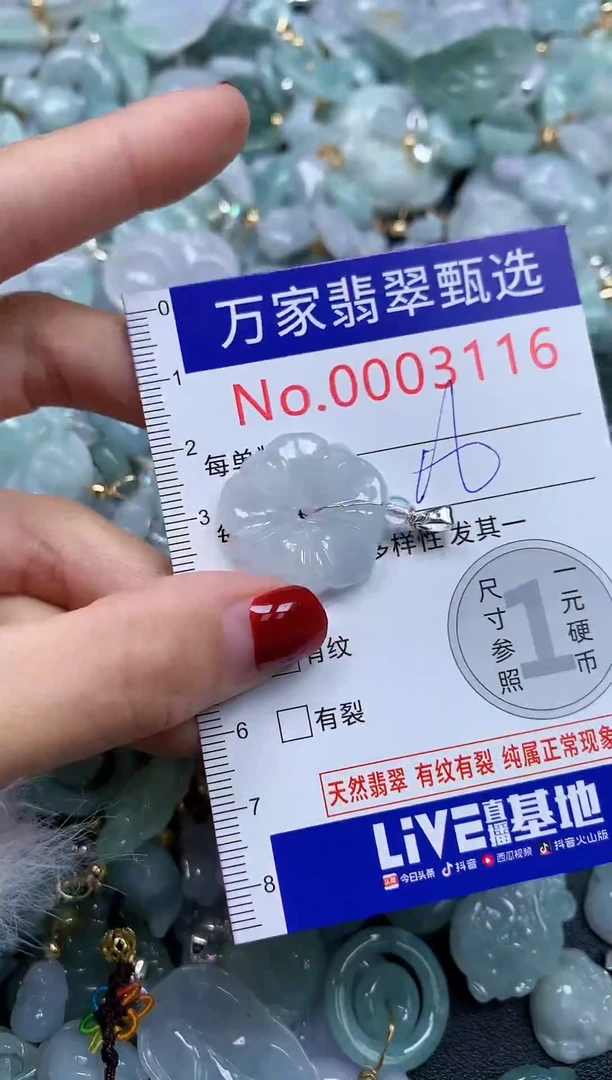 万家翡翠甄选
No.0003116
0
1
2
3
6
7
8
每单
A
多样性 发其一
尺寸参照
1
一元硬币
有纹
有裂
天然翡翠 有纹有裂 纯属正常现象
LiVE直播基地
头条 今日头条 抖音 西瓜视频 抖音火山版